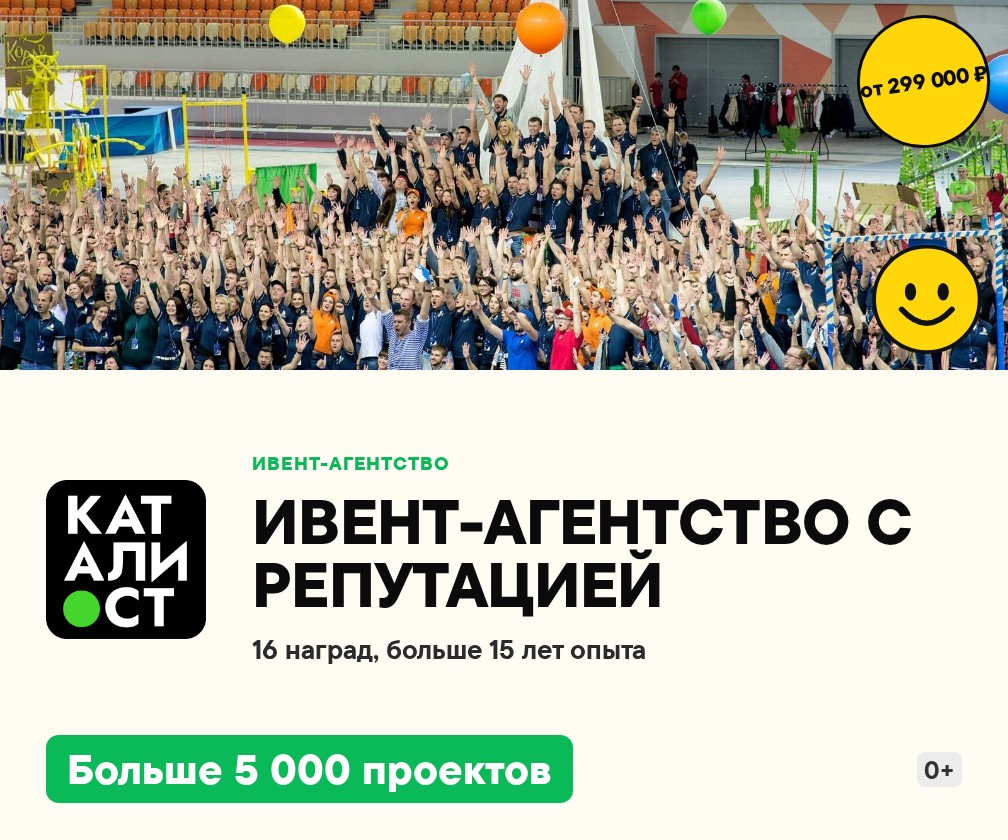 от 299 000 ₽
ИВЕНТ-АГЕНТСТВО
КАТ
АЛИ
СТ
ИВЕНТ-АГЕНТСТВО С
РЕПУТАЦИЕЙ
16 наград, больше 15 лет опыта
Больше 5 000 проектов
0+